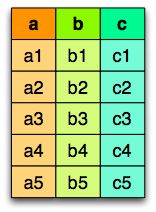 a b c
a1 b1 c1
a2 b2 c2
a3 b3 c3
a4 b4 c4
a5 b5 c5